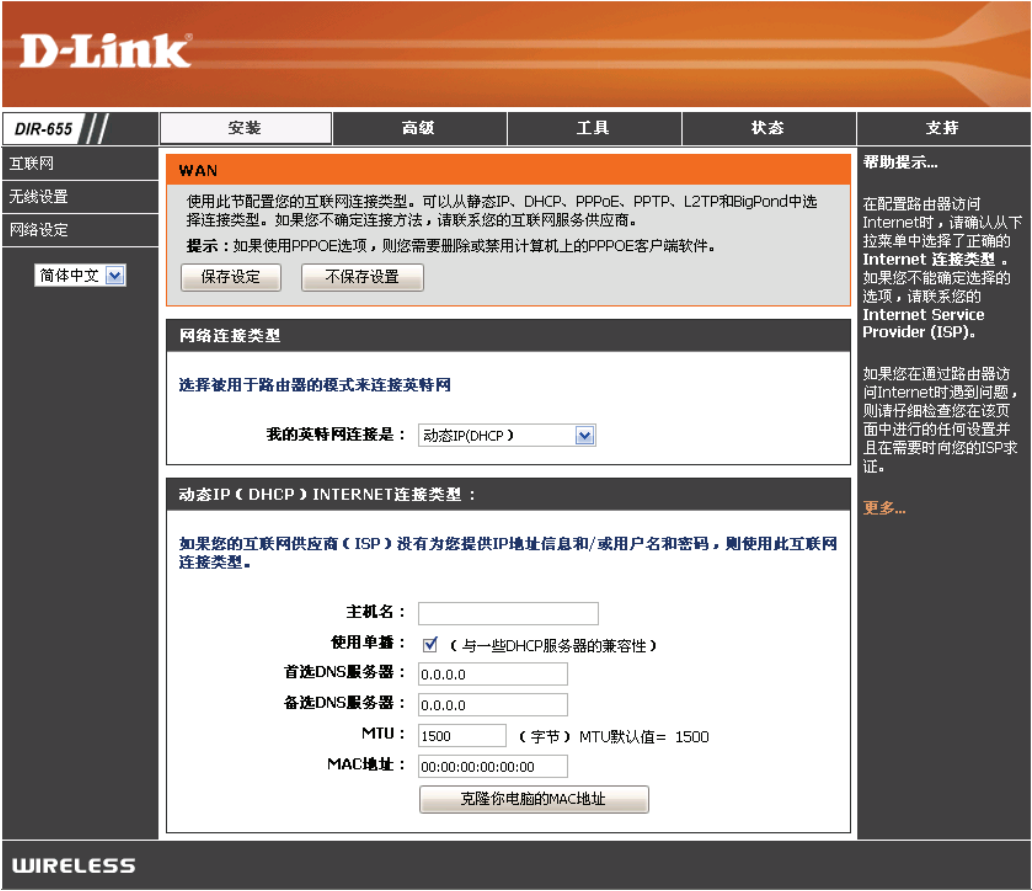 D-Link®
DIR-655
安装
高级
工具
状态
支持
互联网
无线设置
网络设定
简体中文
WAN
使用此节配置您的互联网连接类型。可以从静态IP、DHCP、PPPoE、PPTP、L2TP和BigPond中选
择连接类型。如果您不确定连接方法，请联系您的互联网服务供应商。
提示：如果使用PPPOE选项，则您需要删除或禁用计算机上的PPPOE客户端软件。
保存设定
不保存设置
网络连接类型
选择被用于路由器的模式来连接英特网
我的英特网连接是：
动态IP(DHCP )
动态IP ( DHCP ) INTERNET连接类型：
如果您的互联网供应商 ( ISP ) 没有为您提供IP地址信息和/或用户名和密码，则使用此互联网
连接类型。
主机名：
使用单播：
( 与一些DHCP服务器的兼容性 )
首选DNS服务器：
0.0.0.0
备选DNS服务器：
0.0.0.0
MTU：
1500
( 字节 ) MTU默认值= 1500
MAC地址：
00:00:00:00:00:00
克隆你电脑的MAC地址
帮助提示...
在配置路由器访问
Internet时，请确认从下
拉菜单中选择了正确的
Internet 连接类型 。
如果您不能确定选择的
选项，请联系您的
Internet Service
Provider (ISP)。
如果您在通过路由器访
问Internet时遇到问题，
则请仔细检查您在该页
面中进行的任何设置并
且在需要时向您的ISP求
证。
更多...
WIRELESS